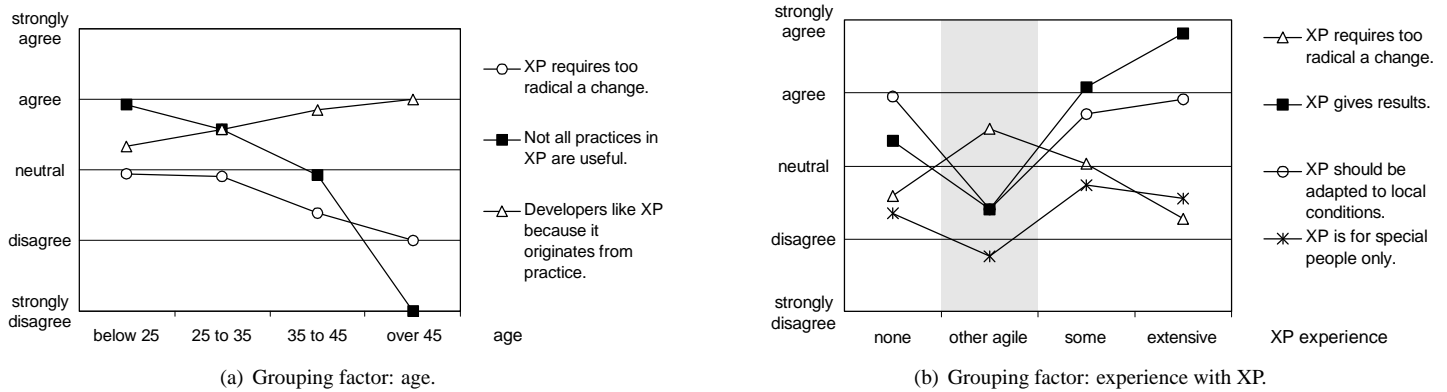 strongly
agree
agree
neutral
disagree
strongly
disagree
below 25
25 to 35
35 to 45
over 45
age
XP requires too
radical a change.
Not all practices in
XP are useful.
Developers like XP
because it
originates from
practice.
(a) Grouping factor: age.
strongly
agree
agree
neutral
disagree
strongly
disagree
none
other agile
some
extensive
XP experience
XP requires too
radical a change.
XP gives results.
XP should be
adapted to local
conditions.
XP is for special
people only.
(b) Grouping factor: experience with XP.